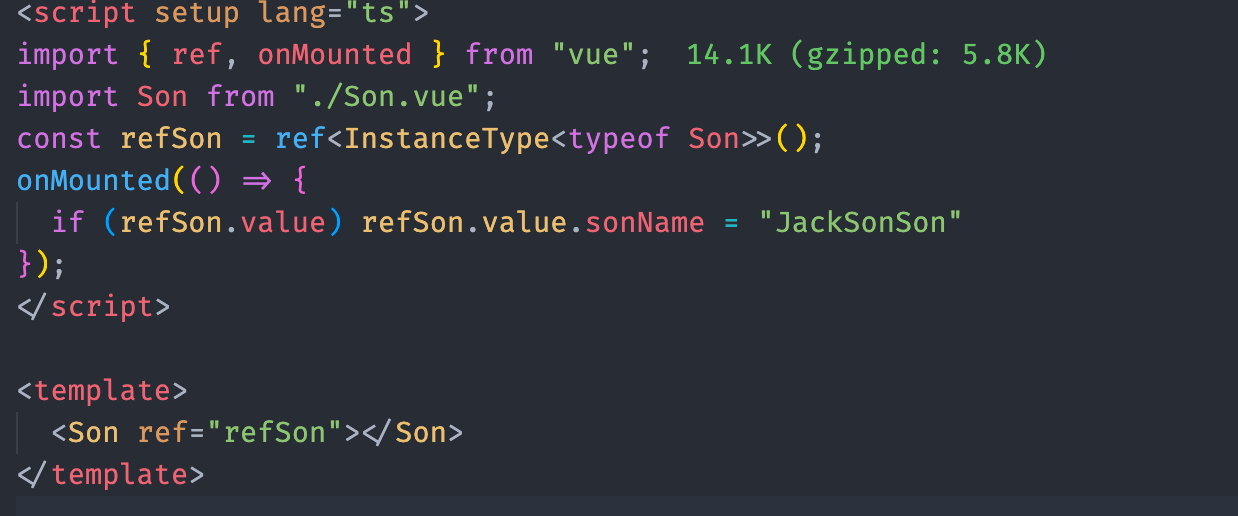 <script setup lang="ts">
import { ref, onMounted } from "vue";  14.1K (gzipped: 5.8K)
import Son from "./Son.vue";
const refSon = ref<InstanceType<typeof Son>>();
onMounted(() => {
  if (refSon.value) refSon.value.sonName = "JackSonSon"
});
</script>
<template>
  <Son ref="refSon"></Son>
</template>